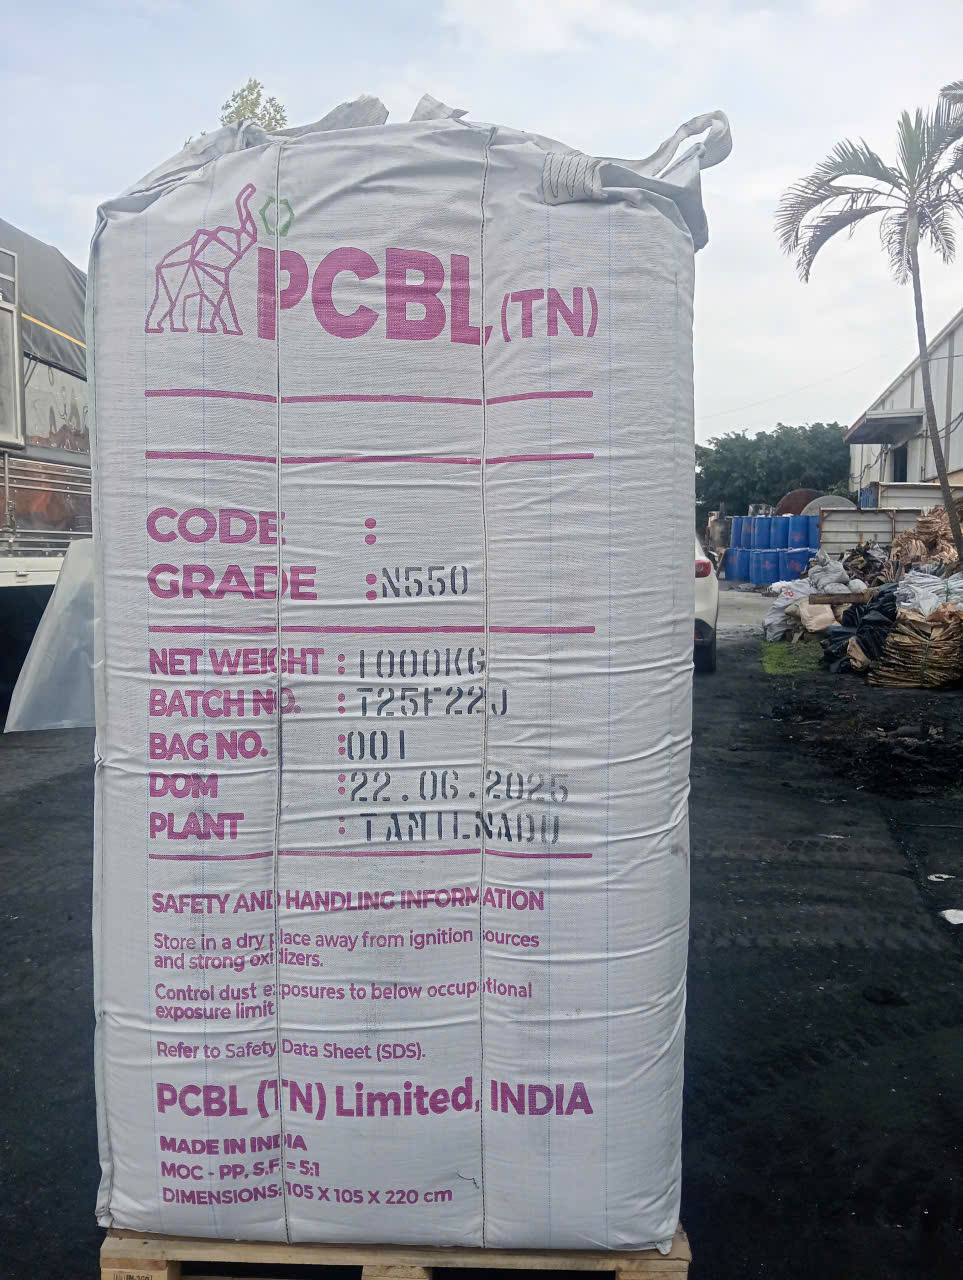 PCBL (TN)
CODE :
GRADE : N550
NET WEIGHT : 1000KG
BATCH NO. : T25F22J
BAG NO. : 001
DOM : 22.06.2025
PLANT : TAMILNADU
SAFETY AND HANDLING INFORMATION
Store in a dry place away from ignition sources
and strong oxidizers.
Control dust exposures to below occupational
exposure limit
Refer to Safety Data Sheet (SDS).
PCBL (TN) Limited, INDIA
MADE IN INDIA
MOC - PP, S.F = 5:1
DIMENSIONS: 105 X 105 X 220 cm